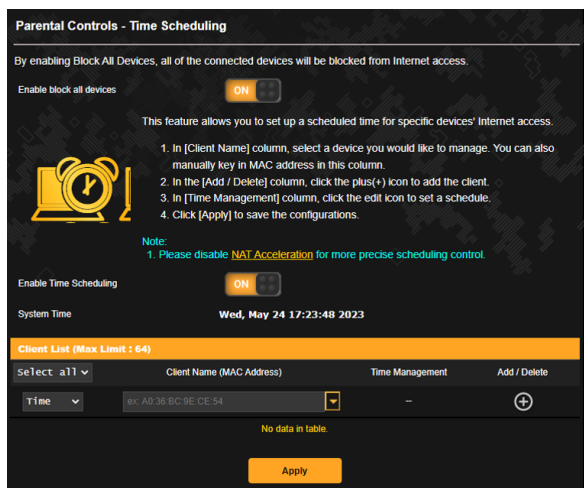 Parental Controls - Time Scheduling
By enabling Block All Devices, all of the connected devices will be blocked from Internet access.
Enable block all devices
ON
This feature allows you to set up a scheduled time for specific devices' Internet access.
1. In [Client Name] column, select a device you would like to manage. You can also
manually key in MAC address in this column.
2. In the [Add / Delete] column, click the plus(+) icon to add the client.
3. In [Time Management] column, click the edit icon to set a schedule.
4. Click [Apply] to save the configurations.
Note:
1. Please disable NAT Acceleration for more precise scheduling control.
Enable Time Scheduling
ON
System Time
Wed, May 24 17:23:48 2023
Client List (Max Limit : 64)
Select all
Client Name (MAC Address)
Time Management
Add / Delete
Time
ex: A0:36:BC:9E:CE:54
--
No data in table.
Apply